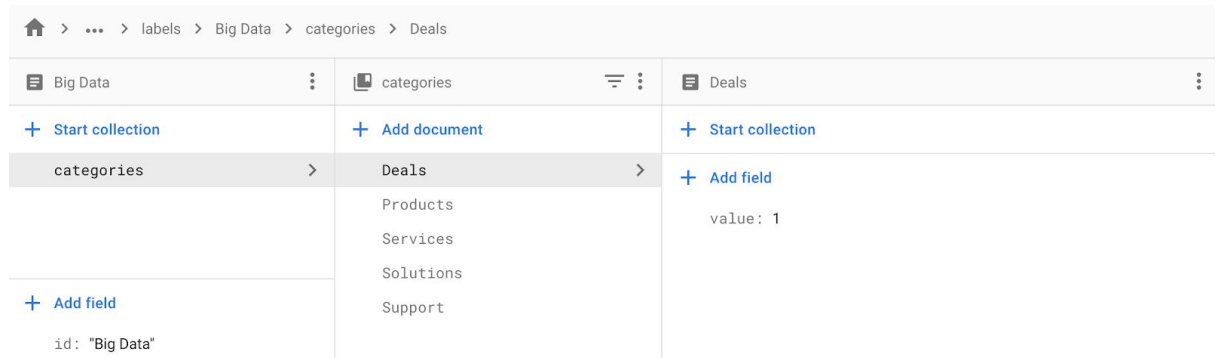 > ... > labels > Big Data > categories > Deals
Big Data
categories
Deals
+ Start collection
+ Add document
+ Start collection
categories >
Deals >
+ Add field
Products
value: 1
Services
Solutions
+ Add field
Support
id: "Big Data"